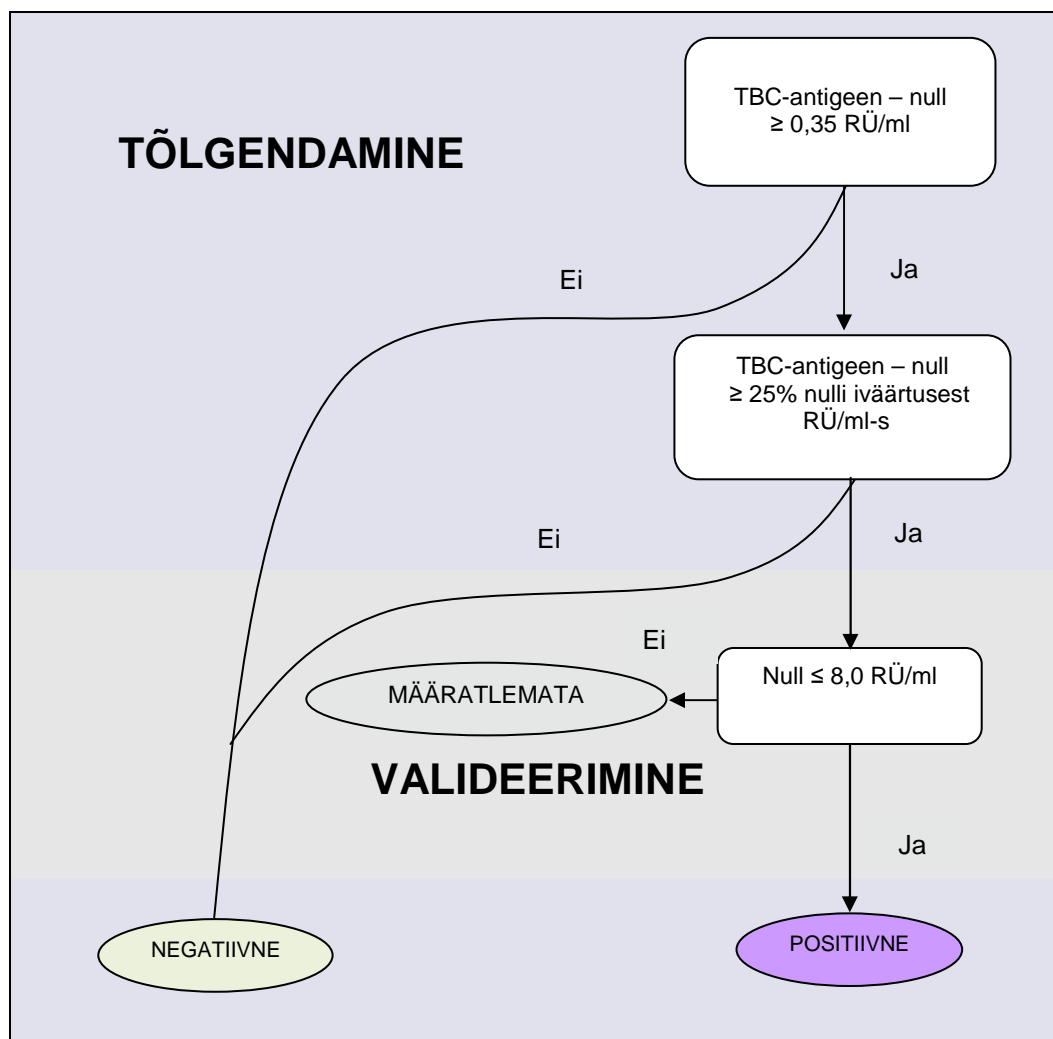 TBC-antigeen – null
≥ 0,35 RÜ/ml
TÕLGENDAMINE
Ei
Ja
TBC-antigeen – null
≥ 25% nulli iväärtusest
RÜ/ml-s
Ei
Ja
Ei
Null ≤ 8,0 RÜ/ml
MÄÄRATLEMATA
VALIDEERIMINE
Ja
NEGATIIVNE
POSITIIVNE